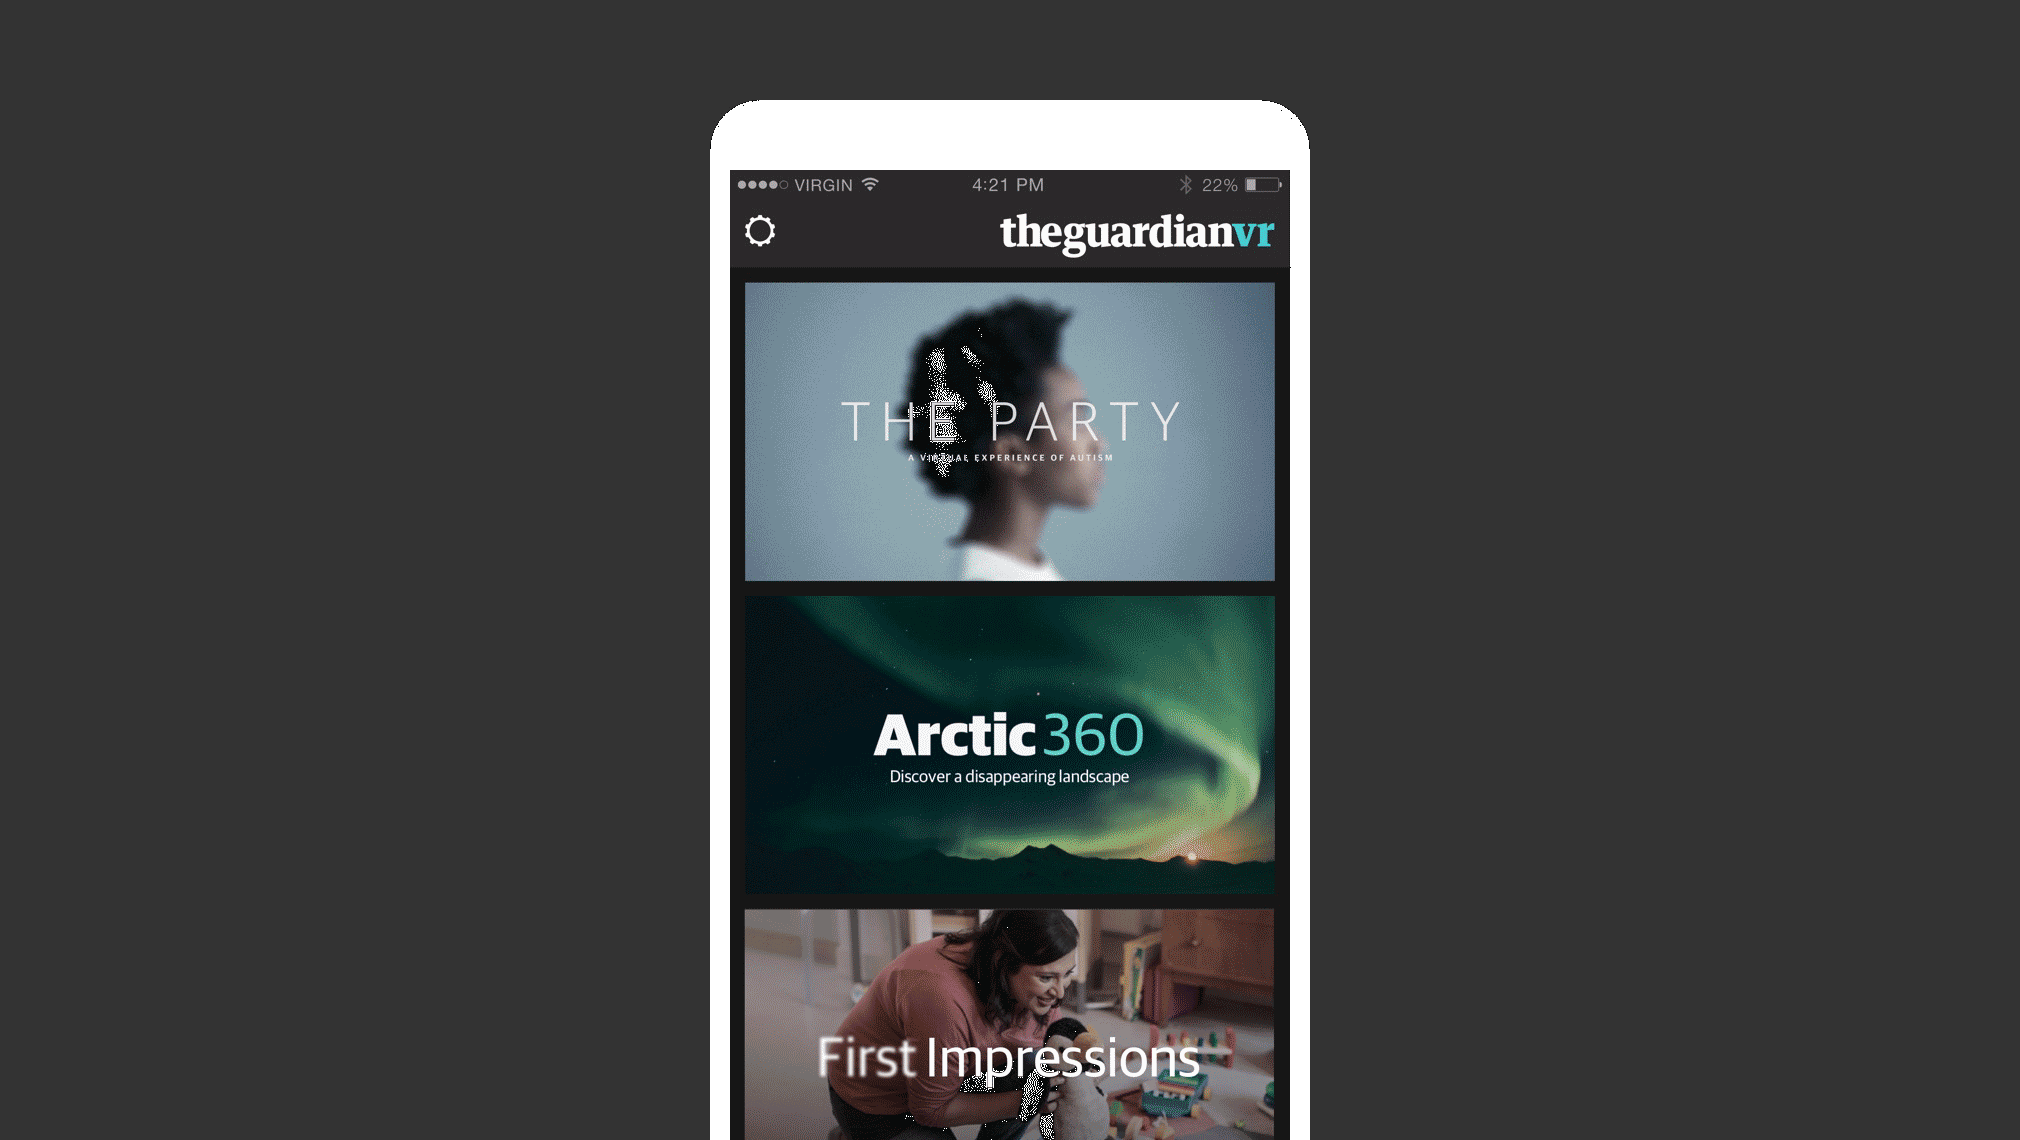 VIRGIN 4:21 PM 22%
theguardianvr
THE PARTY
A VIRTUAL EXPERIENCE OF AUTISM
Arctic 360
Discover a disappearing landscape
First Impressions